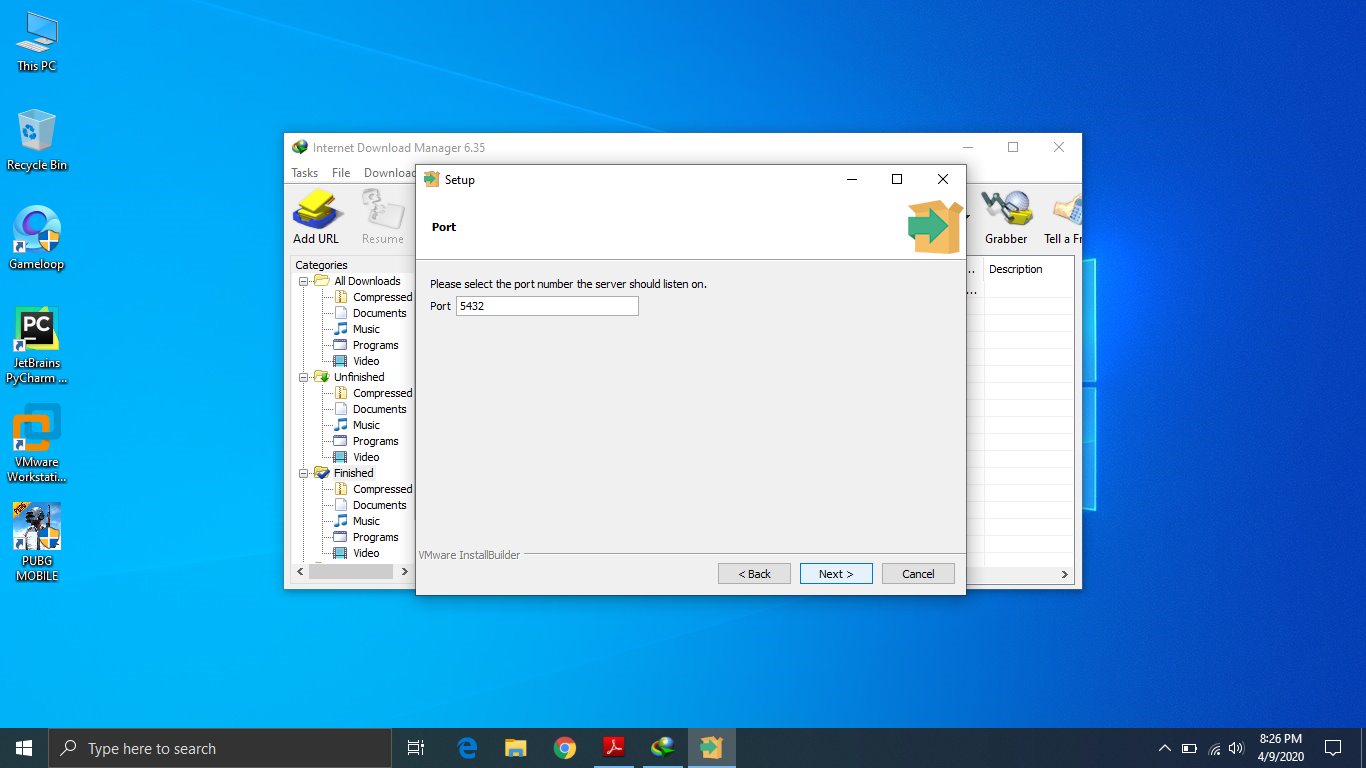 This PC
Recycle Bin
Gameloop
PC
JetBrains
PyCharm ...
VMware
Workstati...
PUBG
MOBILE
Internet Download Manager 6.35
Tasks File Download
Add URL
Resume
Grabber
Tell a Fr
Categories
All Downloads
Compressed
Documents
Music
Programs
Video
Unfinished
Compressed
Documents
Music
Programs
Video
Finished
Compressed
Documents
Music
Programs
Video
Description
Setup
Port
Please select the port number the server should listen on.
Port 5432
VMware InstallBuilder
< Back
Next >
Cancel
Type here to search
8:26 PM
4/9/2020